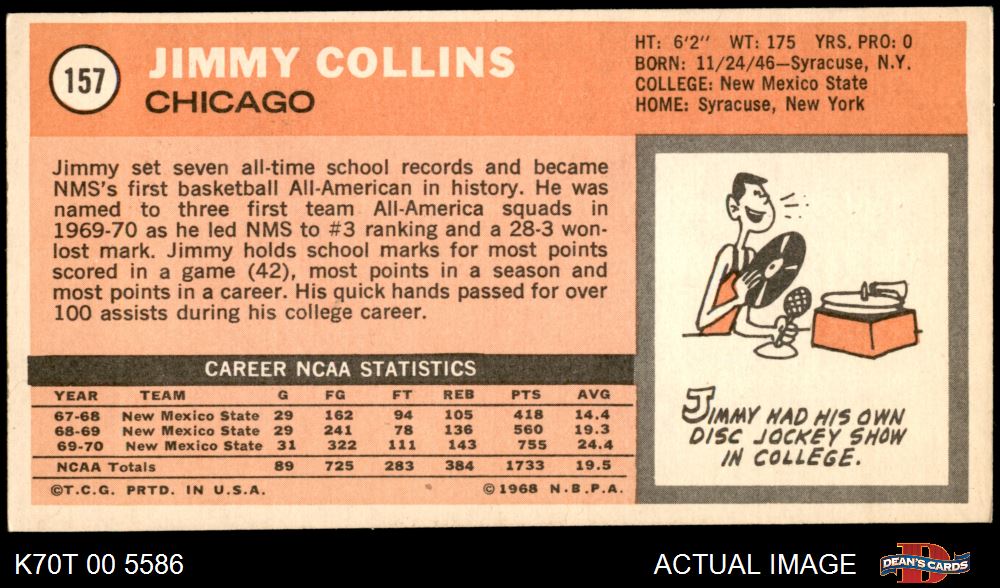 157
JIMMY COLLINS
CHICAGO
HT: 6'2" WT: 175 YRS. PRO: 0
BORN: 11/24/46—Syracuse, N.Y.
COLLEGE: New Mexico State
HOME: Syracuse, New York
Jimmy set seven all-time school records and became
NMS's first basketball All-American in history. He was
named to three first team All-America squads in
1969-70 as he led NMS to #3 ranking and a 28-3 won-
lost mark. Jimmy holds school marks for most points
scored in a game (42), most points in a season and
most points in a career. His quick hands passed for over
100 assists during his college career.
CAREER NCAA STATISTICS
YEAR TEAM G FG FT REB PTS AVG
67-68 New Mexico State 29 162 94 105 418 14.4
68-69 New Mexico State 29 241 78 136 560 19.3
69-70 New Mexico State 31 322 111 143 755 24.4
NCAA Totals 89 725 283 384 1733 19.5
©T.C.G. PRTD. IN U.S.A. ©1968 N.B.P.A.
JIMMY HAD HIS OWN
DISC JOCKEY SHOW
IN COLLEGE.
K70T 00 5586
ACTUAL IMAGE
D
DEAN'S CARDS